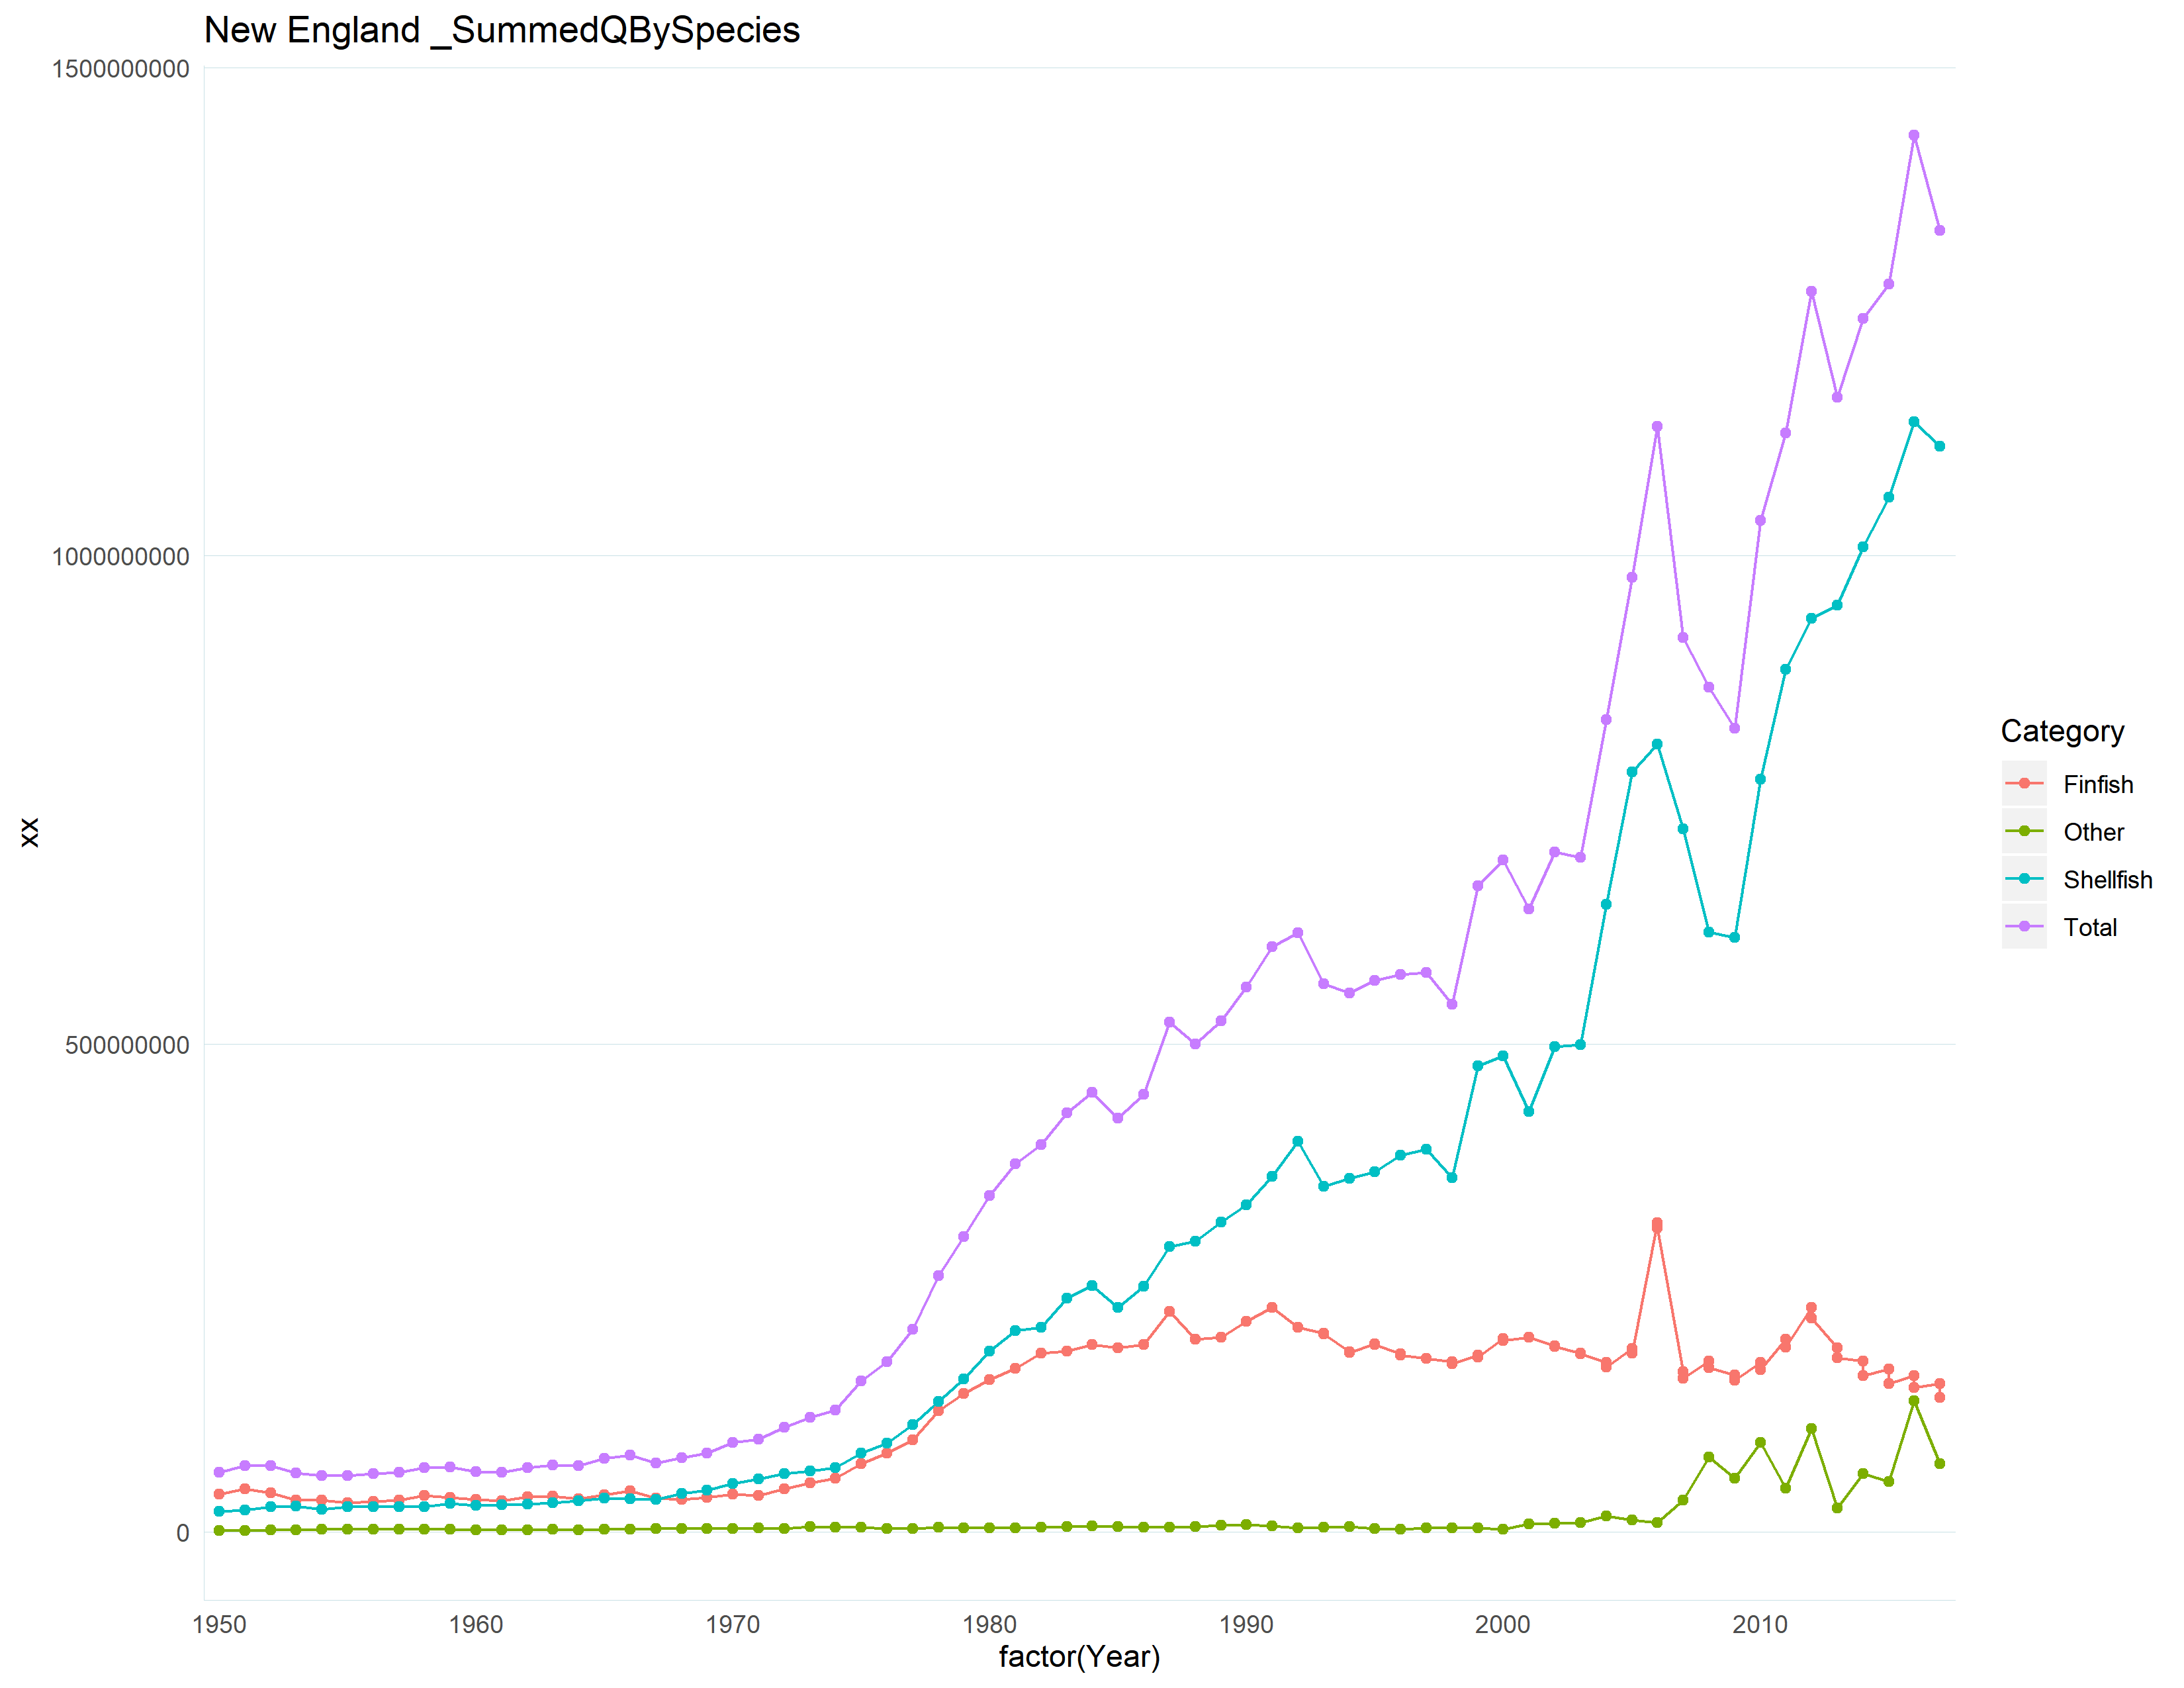 New England _SummedQBySpecies
1500000000
1000000000
500000000
0
xx
1950 1960 1970 1980 1990 2000 2010
factor(Year)
Category
Finfish
Other
Shellfish
Total